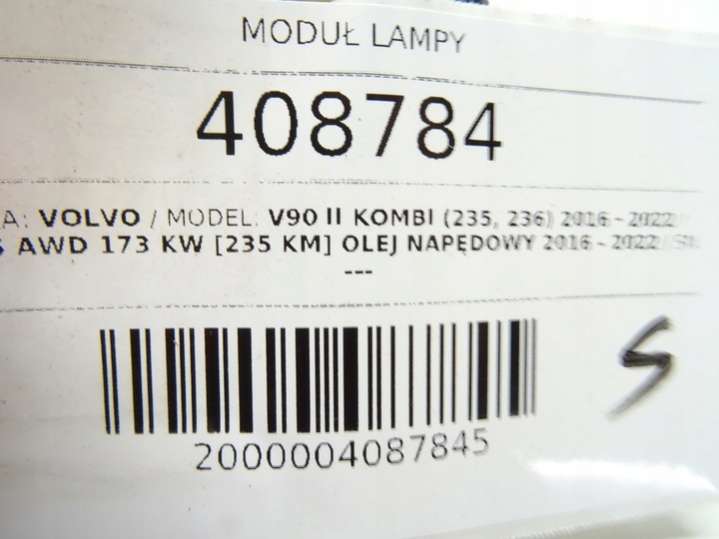 MODUŁ LAMPY
408784
A: VOLVO / MODEL: V90 II KOMBI (235, 236) 2016 - 2022
AWD 173 KW [235 KM] OLEJ NAPĘDOWY 2016 - 2022
---
2000004087845